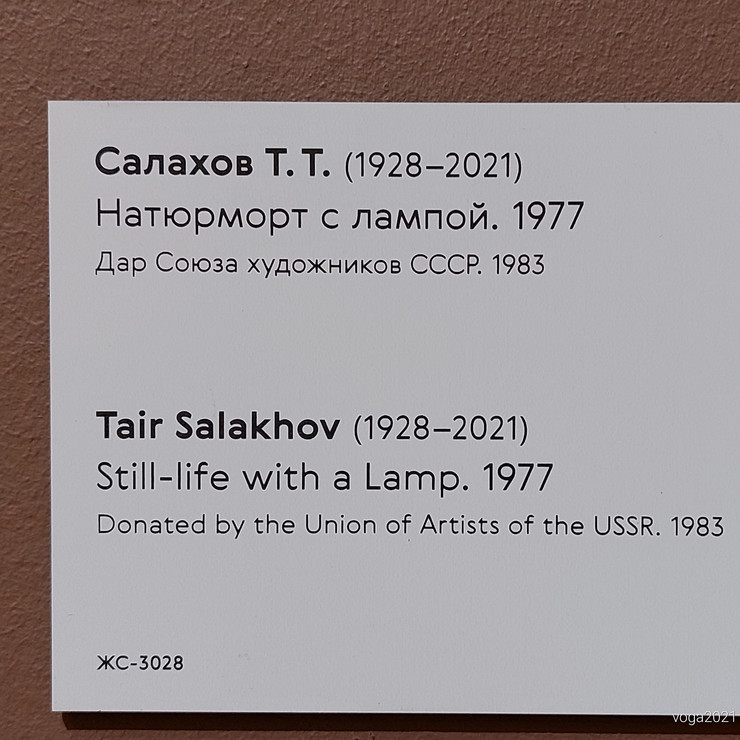 Салахов Т. Т. (1928–2021)
Натюрморт с лампой. 1977
Дар Союза художников СССР. 1983
Tair Salakhov (1928–2021)
Still-life with a Lamp. 1977
Donated by the Union of Artists of the USSR. 1983
ЖС-3028
voga2021